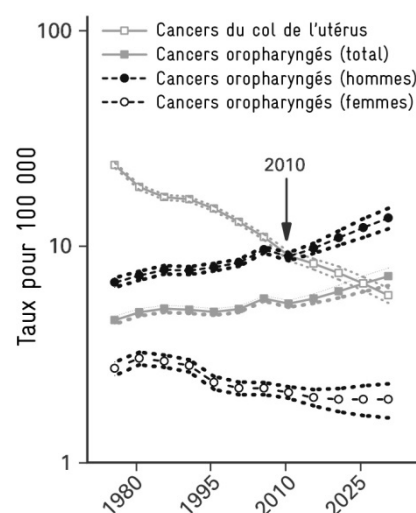 100
Cancers du col de l'utérus
Cancers oropharyngés (total)
Cancers oropharyngés (hommes)
Cancers oropharyngés (femmes)
2010
Taux pour 100 000
10
1
1980
1995
2010
2025